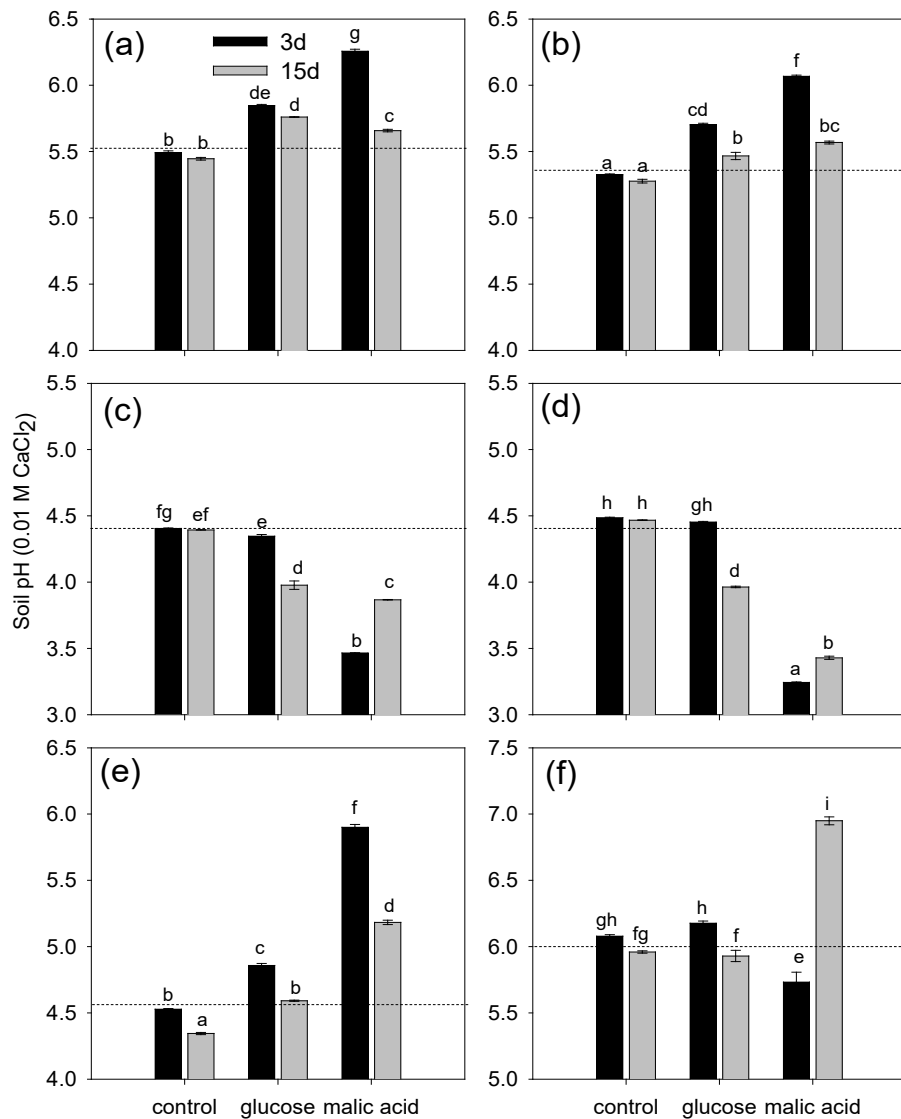 Soil pH (0.01 M CaCl2)
(a)
3d
15d
6.5
6.0
5.5
5.0
4.5
4.0
b
b
de
d
g
c
(b)
6.5
6.0
5.5
5.0
4.5
4.0
a
a
cd
b
f
bc
(c)
5.5
5.0
4.5
4.0
3.5
3.0
fg
ef
e
d
b
c
(d)
5.5
5.0
4.5
4.0
3.5
3.0
h
h
gh
d
a
b
(e)
6.5
6.0
5.5
5.0
4.5
4.0
b
a
c
b
f
d
control glucose malic acid
(f)
7.5
7.0
6.5
6.0
5.5
5.0
gh
fg
h
f
e
i
control glucose malic acid